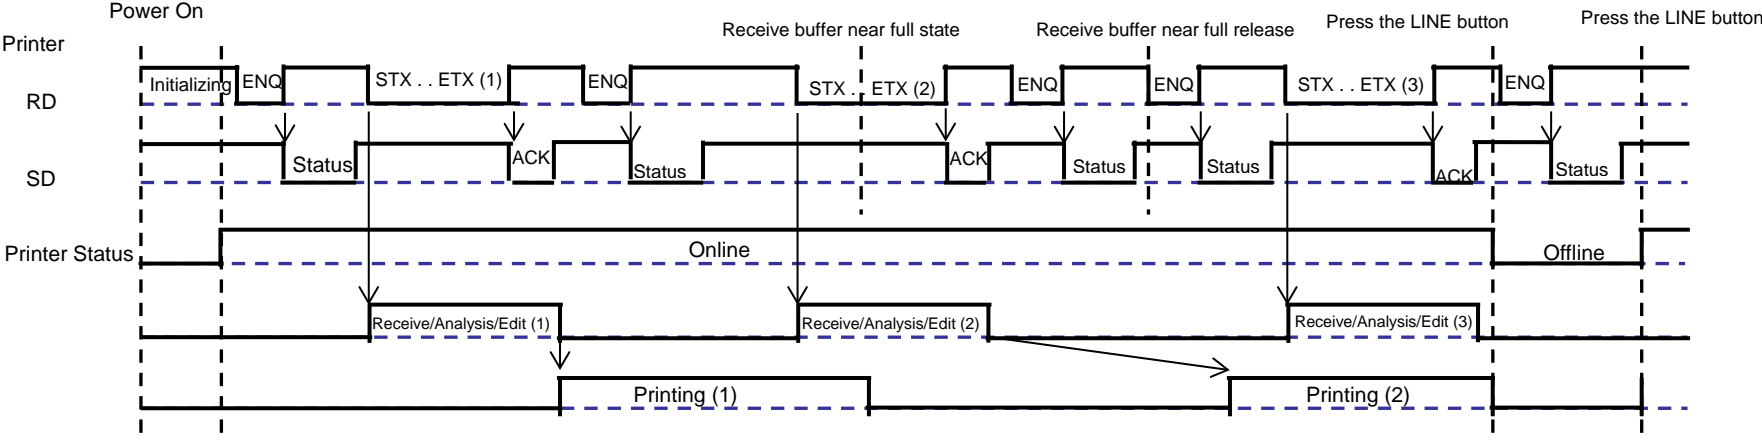 Power On
Receive buffer near full state
Receive buffer near full release
Press the LINE button
Press the LINE button
Printer
Initializing
ENQ
STX . . ETX (1)
ENQ
STX . . ETX (2)
ENQ
ENQ
STX . . ETX (3)
ENQ
RD
Status
ACK
Status
ACK
Status
Status
ACK
Status
SD
Printer Status
Online
Offline
Receive/Analysis/Edit (1)
Receive/Analysis/Edit (2)
Receive/Analysis/Edit (3)
Printing (1)
Printing (2)